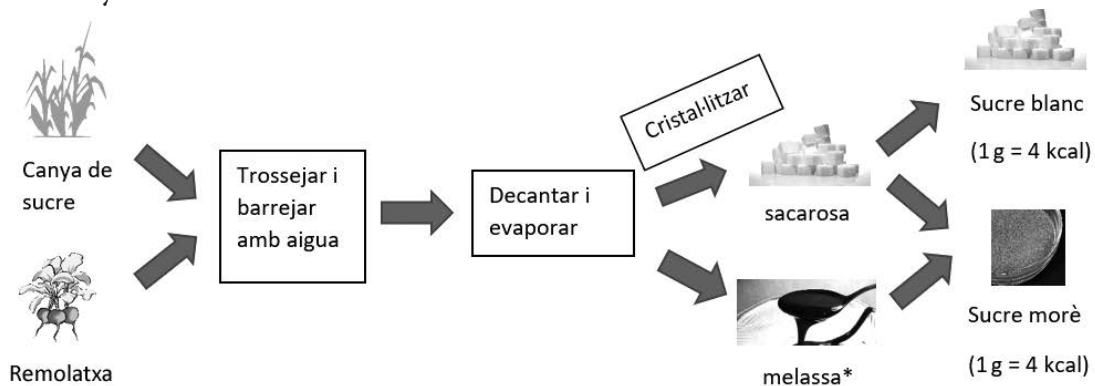 Canya de
sucre
Remolatxa
Trossejar i
barrejar
amb aigua
Decantar i
evaporar
Cristal·litzar
sacarosa
melassa*
Sucre blanc
(1 g = 4 kcal)
Sucre morè
(1 g = 4 kcal)